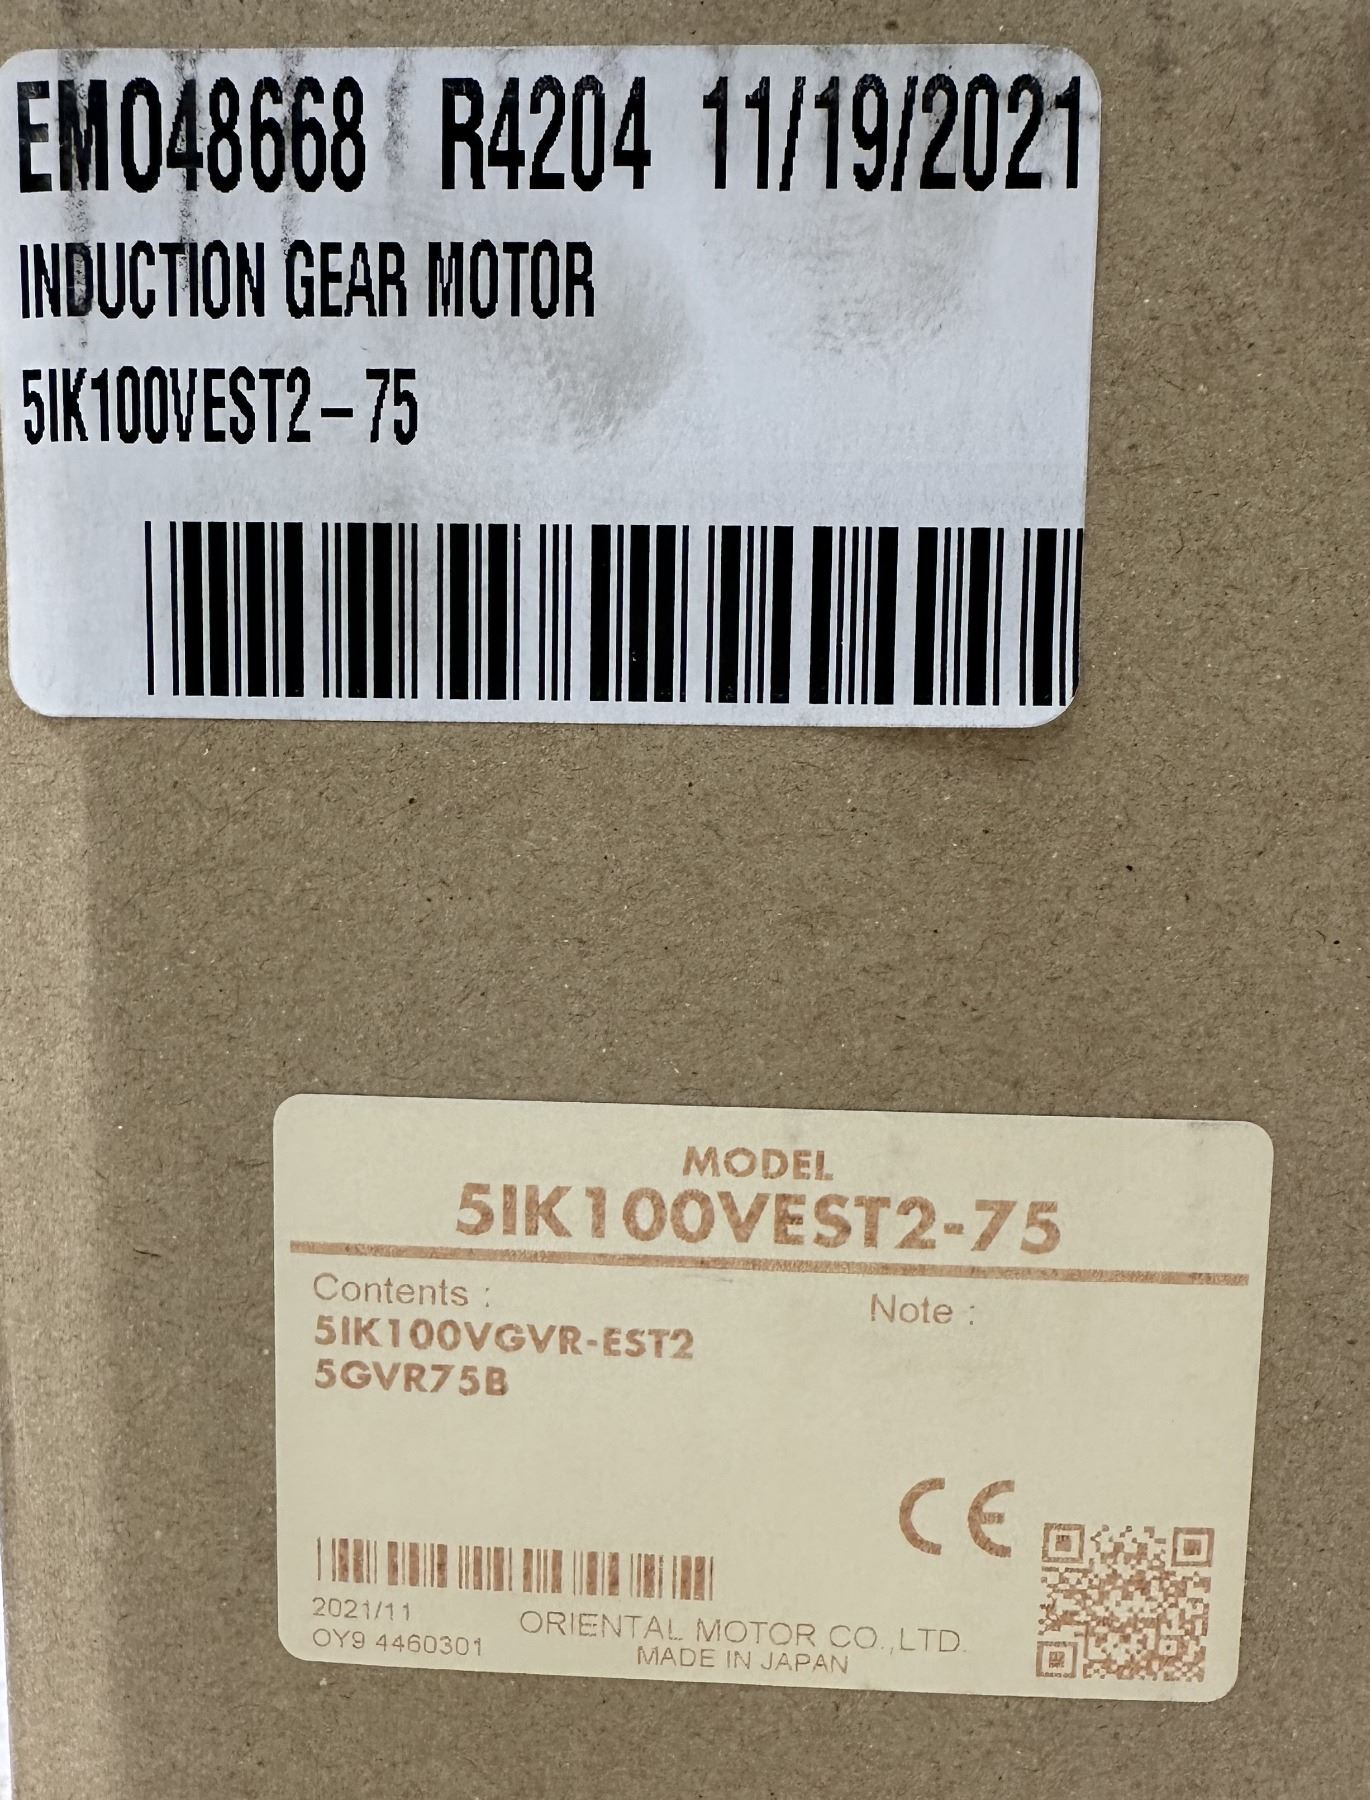 EM048668 R4204 11/19/2021
INDUCTION GEAR MOTOR
5IK100VEST2-75
MODEL
5IK100VEST2-75
Contents :
Note :
5IK100VGVR-EST2
5GVR75B
CE
2021/11
OY9 4460301
ORIENTAL MOTOR CO.,LTD.
MADE IN JAPAN